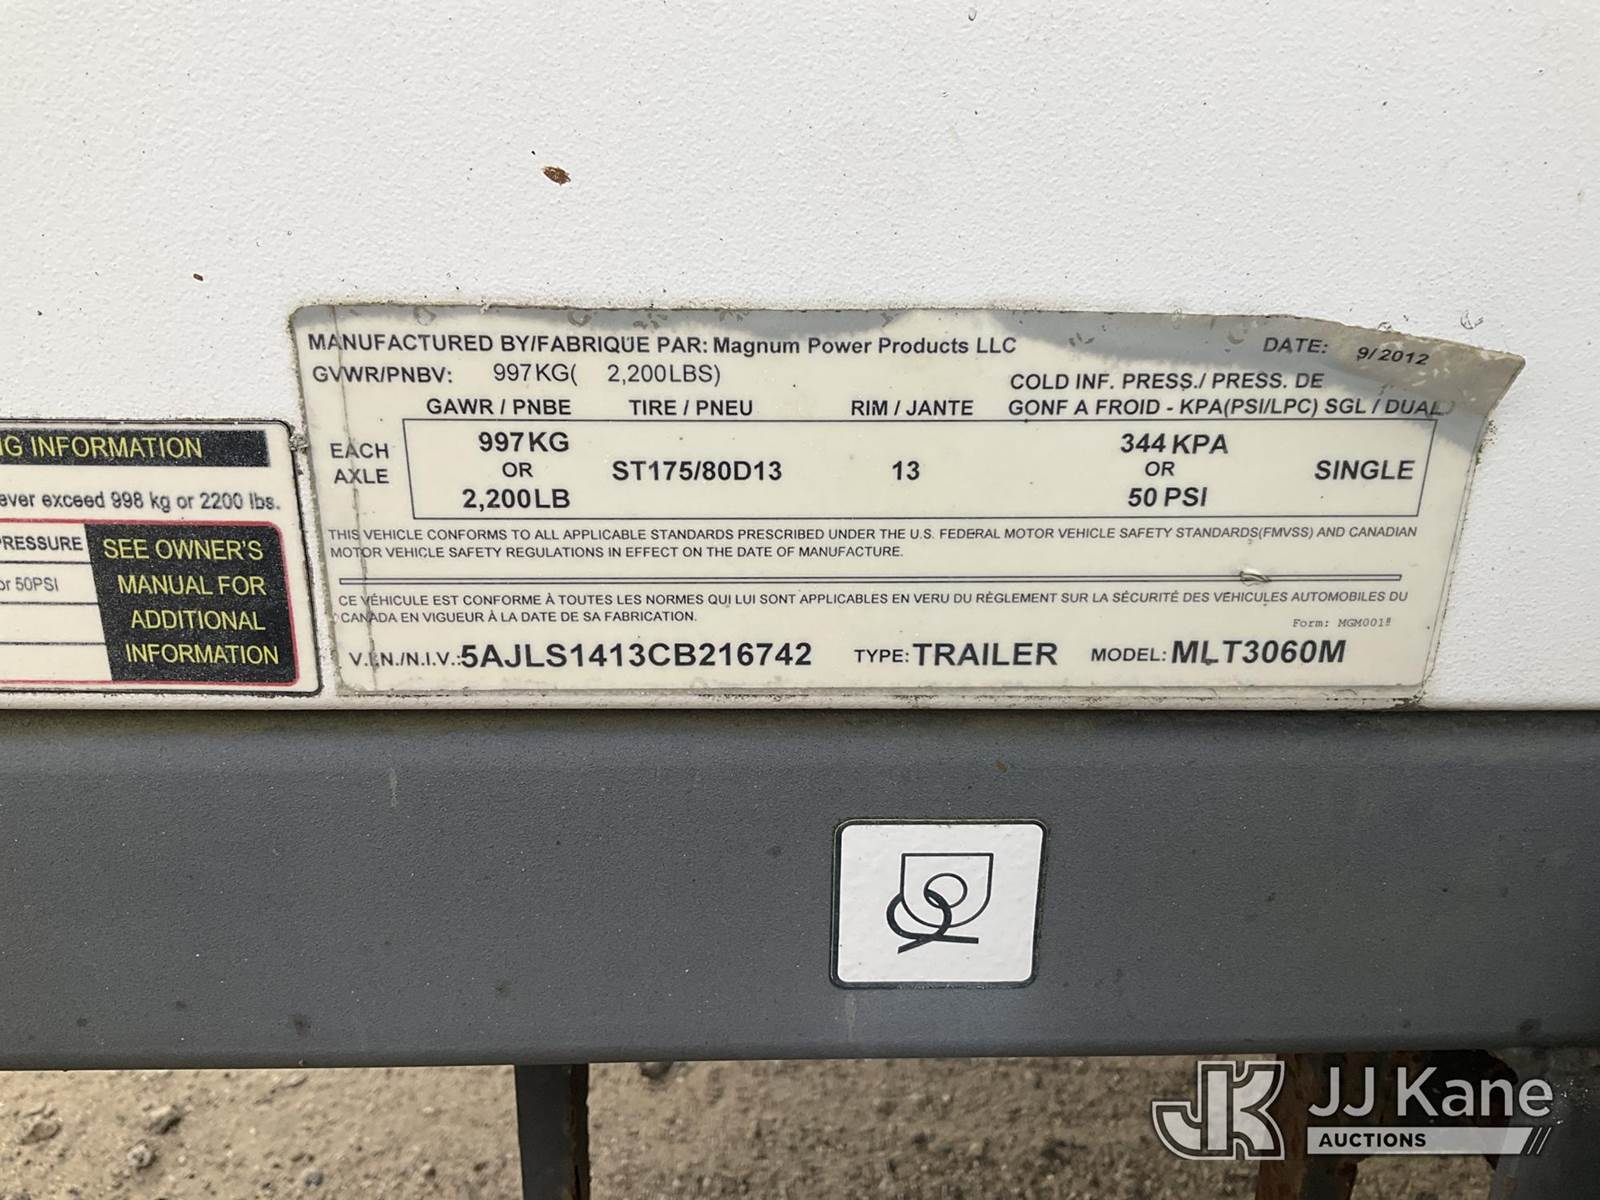 MANUFACTURED BY/FABRIQUE PAR: Magnum Power Products LLC DATE: 9/2012
GVWR/PNBV: 997KG( 2,200LBS)
COLD INF. PRESS./ PRESS. DE
GAWR / PNBE TIRE / PNEU RIM / JANTE GONF A FROID - KPA(PSI/LPC) SGL / DUAL
EACH AXLE
997KG OR 2,200LB
ST175/80D13
13
344 KPA OR 50 PSI
SINGLE
THIS VEHICLE CONFORMS TO ALL APPLICABLE STANDARDS PRESCRIBED UNDER THE U.S. FEDERAL MOTOR VEHICLE SAFETY STANDARDS(FMVSS) AND CANADIAN
MOTOR VEHICLE SAFETY REGULATIONS IN EFFECT ON THE DATE OF MANUFACTURE.
CE VÉHICULE EST CONFORME À TOUTES LES NORMES QUI LUI SONT APPLICABLES EN VERU DU RÈGLEMENT SUR LA SÉCURITÉ DES VÉHICULES AUTOMOBILES DU
CANADA EN VIGUEUR À LA DATE DE SA FABRICATION.
Form: MGM001
V.I.N./N.I.V.:5AJLS1413CB216742 TYPE: TRAILER MODEL: MLT3060M
NG INFORMATION
ever exceed 998 kg or 2200 lbs.
PRESSURE
or 50PSI
SEE OWNER'S
MANUAL FOR
ADDITIONAL
INFORMATION
JK JJ Kane
AUCTIONS